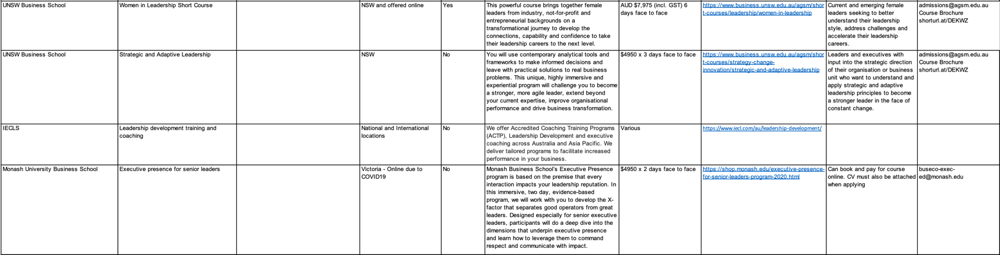 UNSW Business School
Women in Leadership Short Course
NSW and offered online
Yes
This powerful course brings together female
leaders from industry, not-for-profit and
entrepreneurial backgrounds on a
transformational journey to develop the
connections, capability and confidence to take
their leadership careers to the next level.
AUD $7,975 (incl. GST) 6
days face to face
https://www.business.unsw.edu.au/agsm/shor
t-courses/leadership/women-in-leadership
Current and emerging female
leaders seeking to better
understand their leadership
style, address challenges and
accelerate their leadership
careers.
admissions@agsm.edu.au
Course Brochure
shorturl.at/DEKWZ
UNSW Business School
Strategic and Adaptive Leadership
NSW
No
You will use contemporary analytical tools and
frameworks to make informed decisions and
leave with practical solutions to real business
problems. This unique, highly immersive and
experiential program will challenge you to become
a stronger, more agile leader, extend beyond
your current expertise, improve organisational
performance and drive business transformation.
$4950 x 3 days face to face
https://www.business.unsw.edu.au/agsm/shor
t-courses/strategy-change-
innovation/strategic-and-adaptive-leadership
Leaders and executives with
input into the strategic direction
of their organisation or business
unit who want to understand and
apply strategic and adaptive
leadership principles to become
a stronger leader in the face of
constant change.
admissions@agsm.edu.au
Course Brochure
shorturl.at/DEKWZ
IECLS
Leadership development training and
coaching
National and International
locations
No
We offer Accredited Coaching Training Programs
(ACTP), Leadership Development and executive
coaching across Australia and Asia Pacific. We
deliver tailored programs to facilitate increased
performance in your business.
Various
https://www.iecl.com/au/leadership-development/
Monash University Business School
Executive presence for senior leaders
Victoria - Online due to
COVID19
No
Monash Business School's Executive Presence
program is based on the premise that every
interaction impacts your leadership reputation. In
this immersive, two day, evidence-based
program, we will work with you to develop the X-
factor that separates good operators from great
leaders. Designed especially for senior executive
leaders, participants will do a deep dive into the
dimensions that underpin executive presence
and learn how to leverage them to command
respect and communicate with impact.
$4950 x 2 days face to face
https://shop.monash.edu/executive-presence-
for-senior-leaders-program-2020.html
Can book and pay for course
online. CV must also be attached
when applying
buseco-exec-
ed@monash.edu